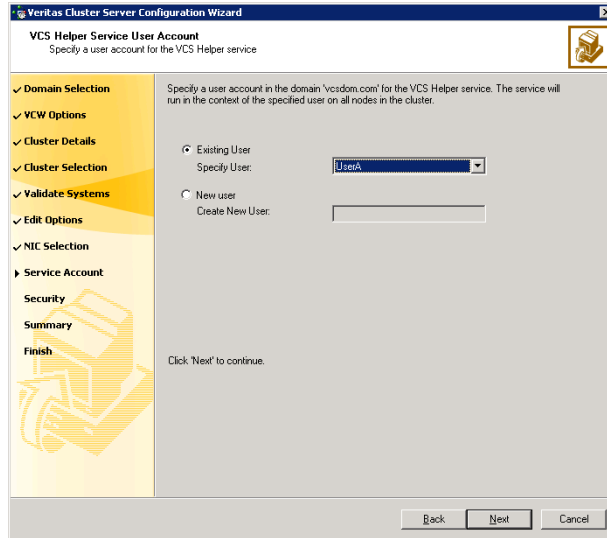 Veritas Cluster Server Configuration Wizard
VCS Helper Service User Account
Specify a user account for the VCS Helper service
Domain Selection
VCW Options
Cluster Details
Cluster Selection
Validate Systems
Edit Options
NIC Selection
Service Account
Security
Summary
Finish
Specify a user account in the domain 'vcsdom.com' for the VCS Helper service. The service will
run in the context of the specified user on all nodes in the cluster.
Existing User
Specify User: UserA
New user
Create New User:
Click 'Next' to continue.
Back Next Cancel